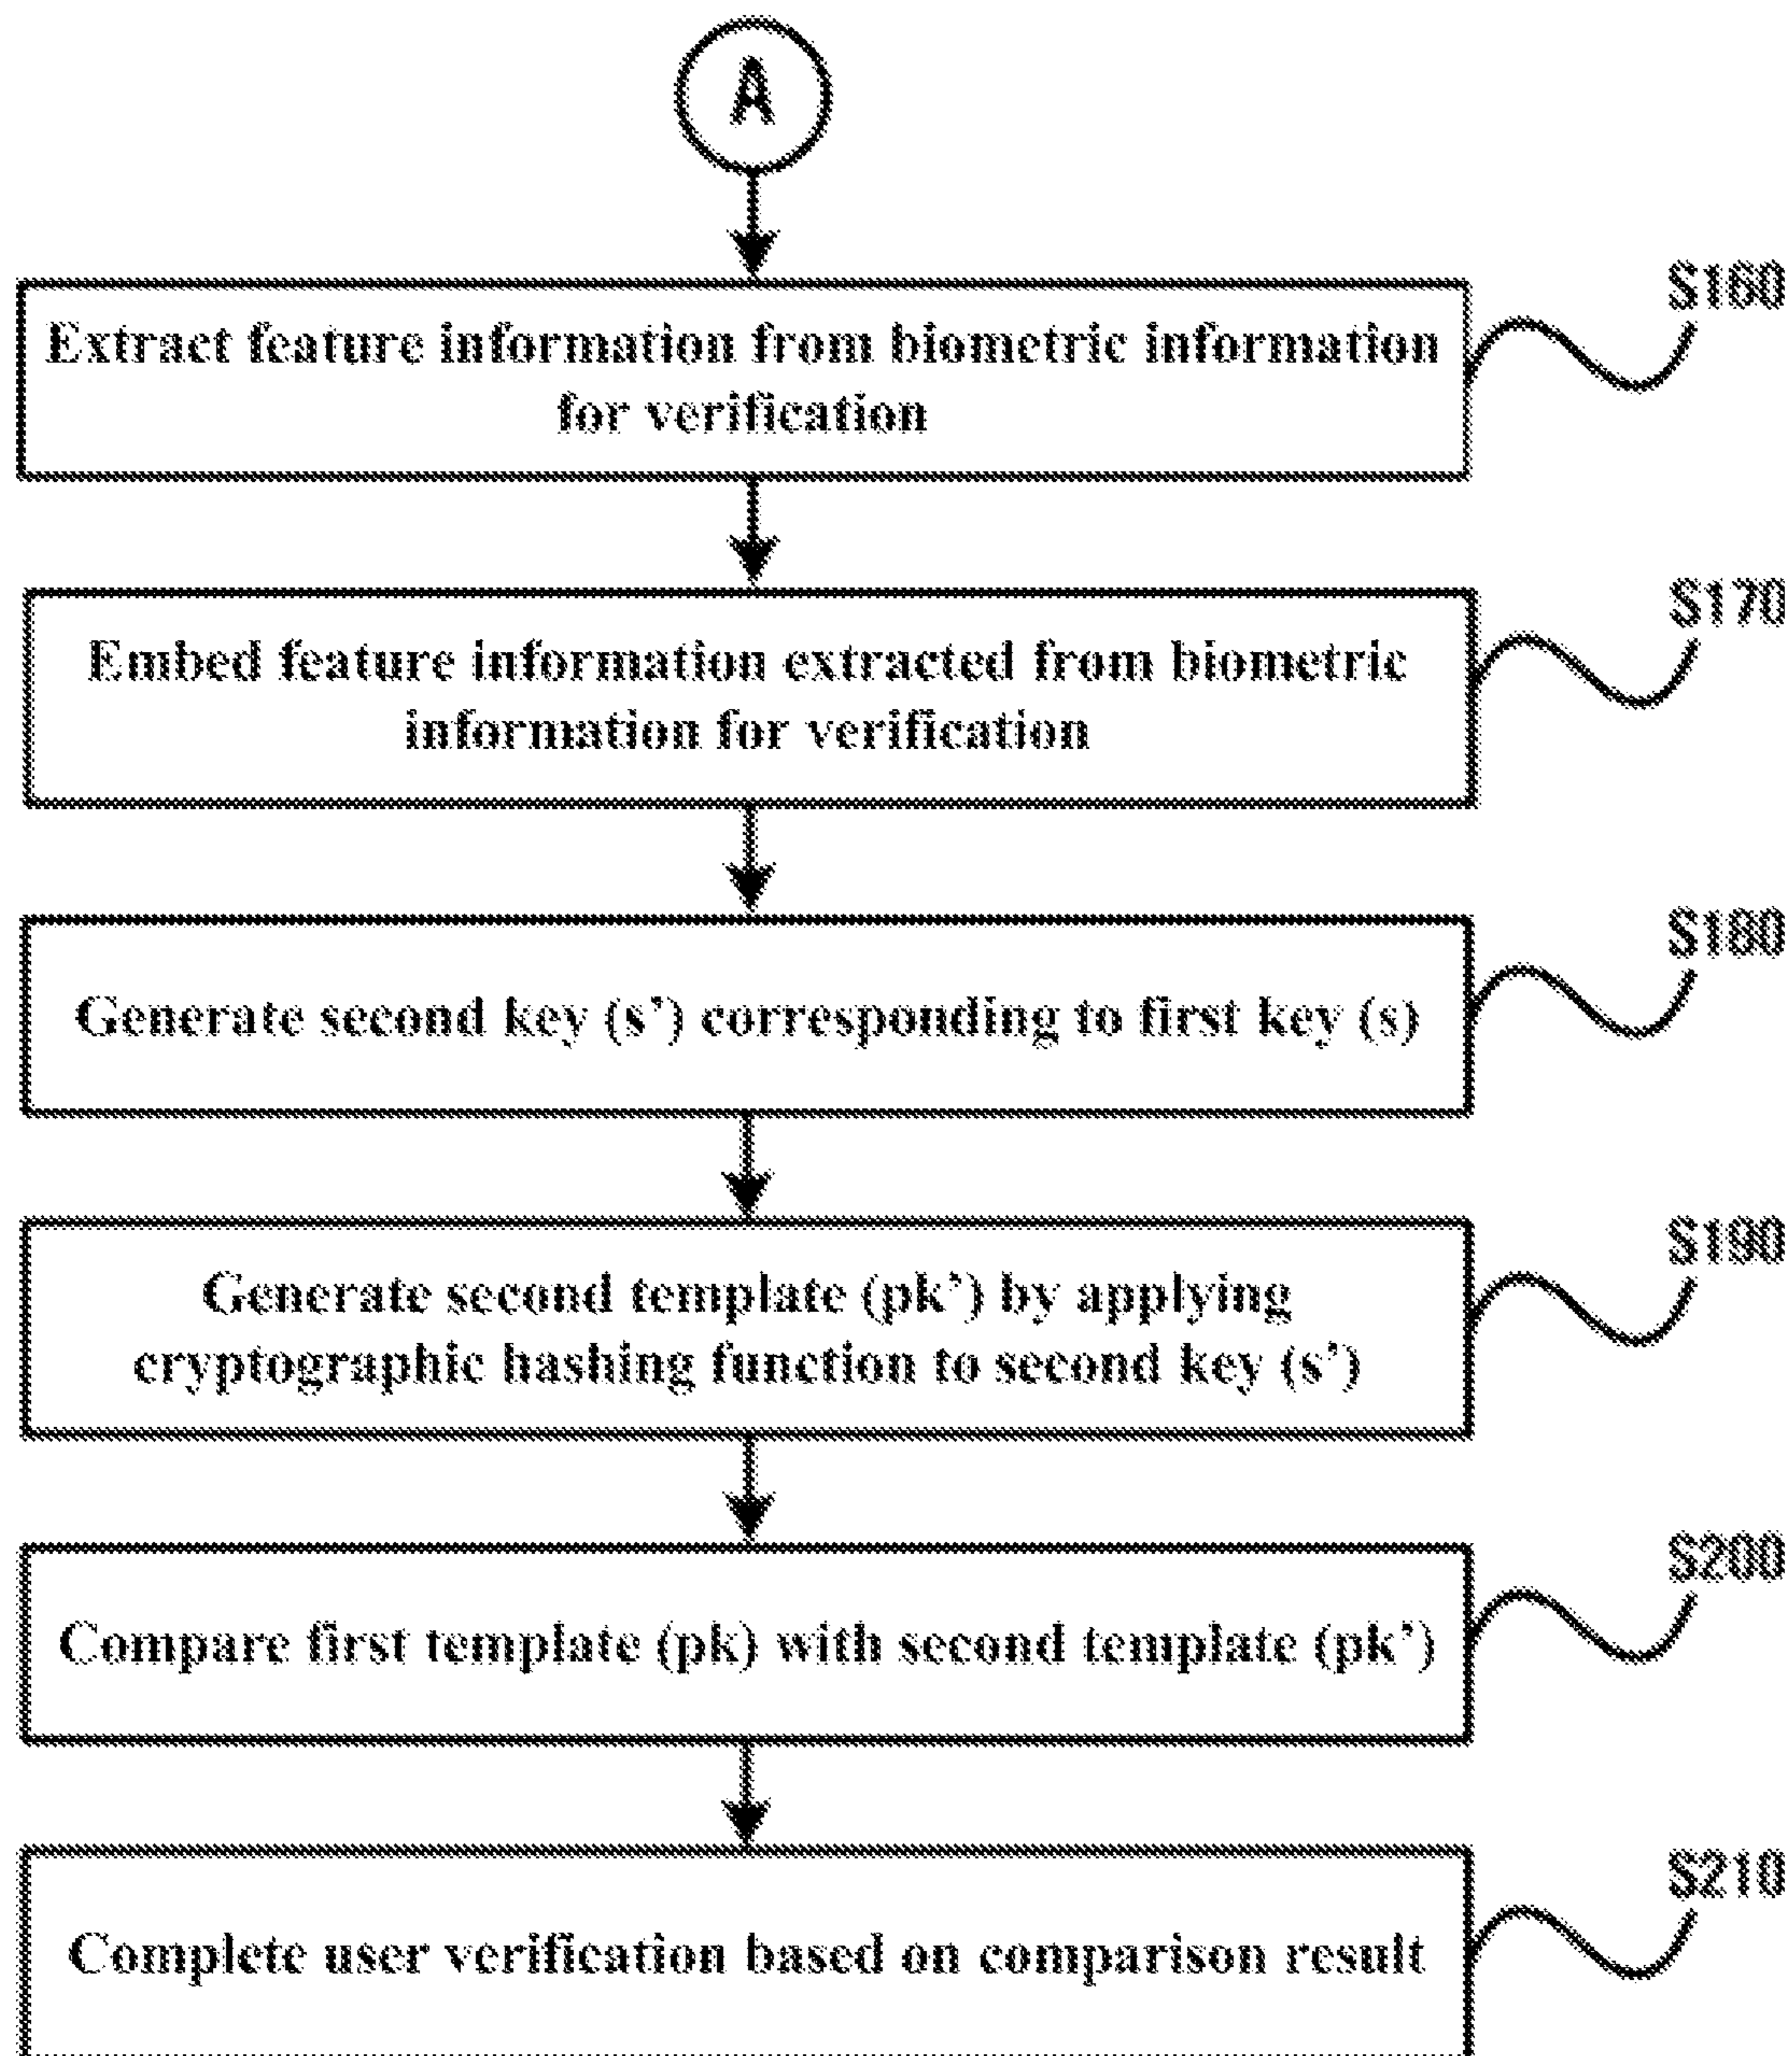 A
S160
Extract feature information from biometric information
for verification
S170
Embed feature information extracted from biometric
information for verification
S180
Generate second key (s’) corresponding to first key (s)
S190
Generate second template (pk’) by applying
cryptographic hashing function to second key (s’)
S200
Compare first template (pk) with second template (pk’)
S210
Complete user verification based on comparison result